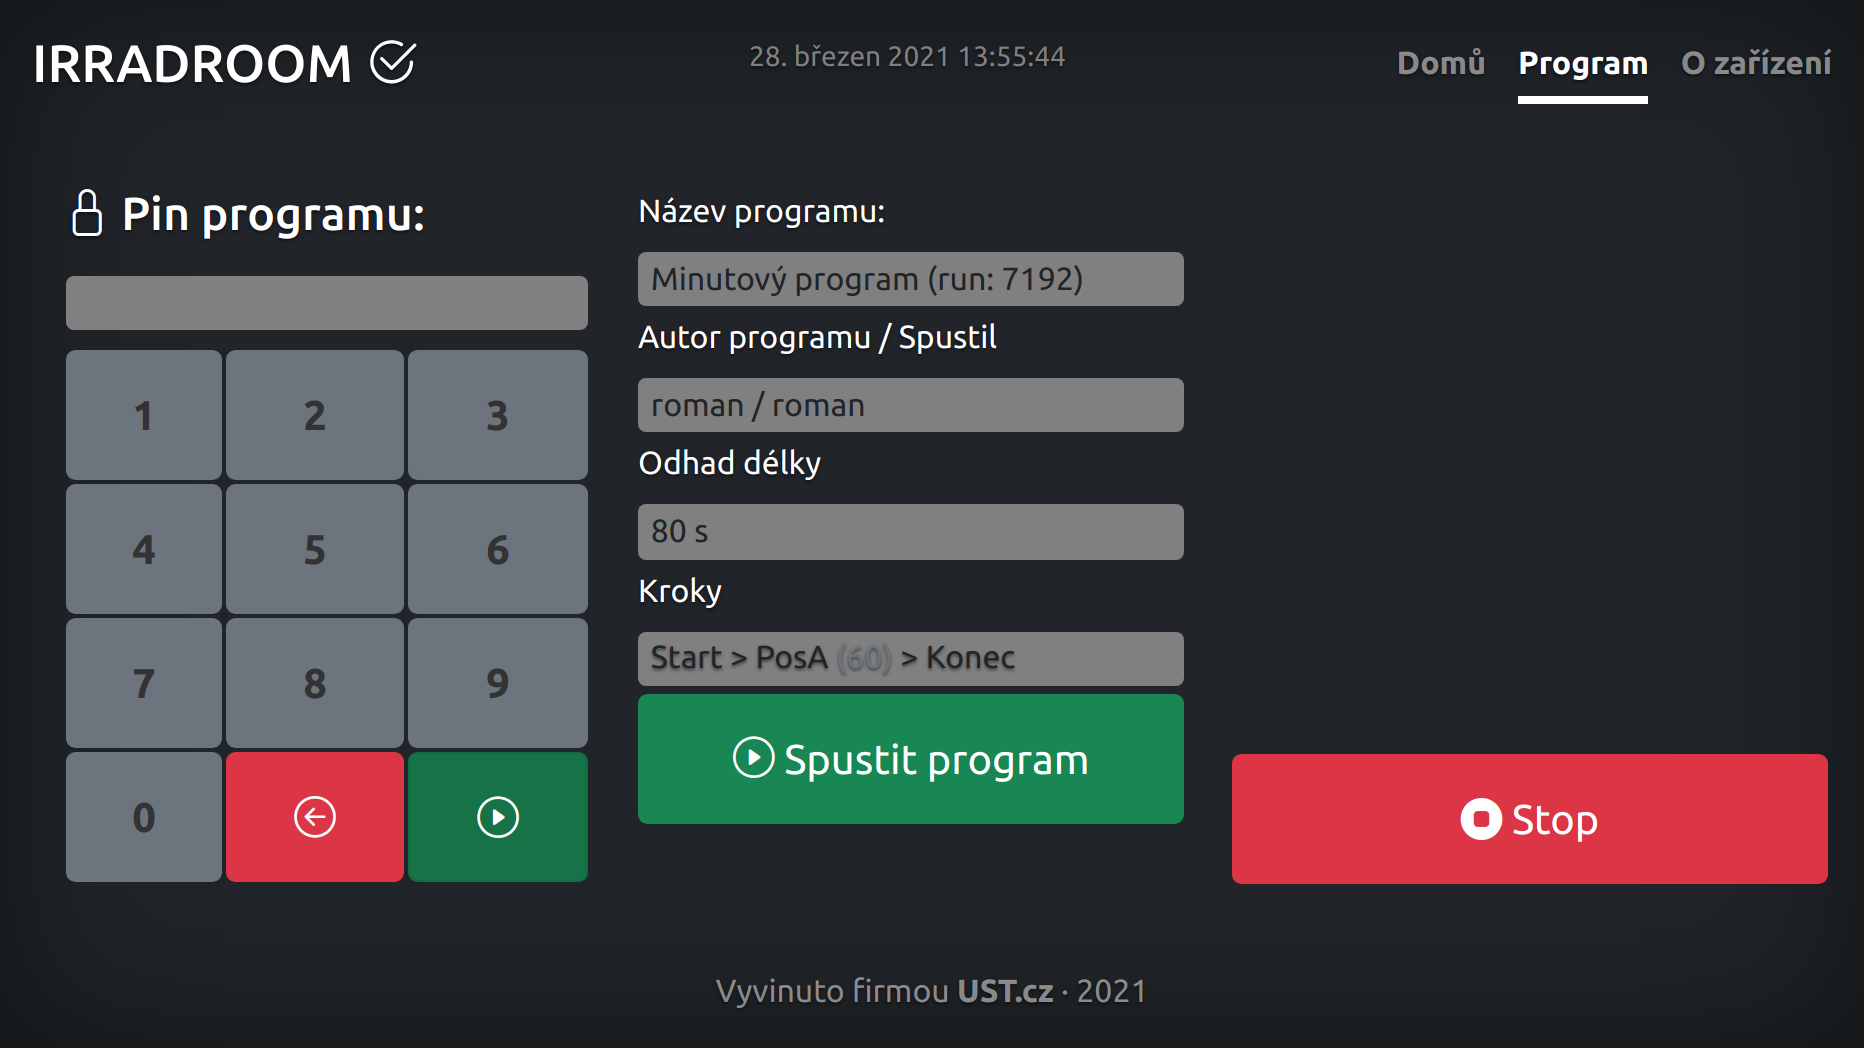 IRRADROOM
28. březen 2021 13:55:44
Domů
Program
O zařízení
Pin programu:
1
2
3
4
5
6
7
8
9
0
Název programu:
Minutový program (run: 7192)
Autor programu / Spustil
roman / roman
Odhad délky
80 s
Kroky
Start > PosA (60) > Konec
Spustit program
Stop
Vyvinuto firmou UST.cz · 2021